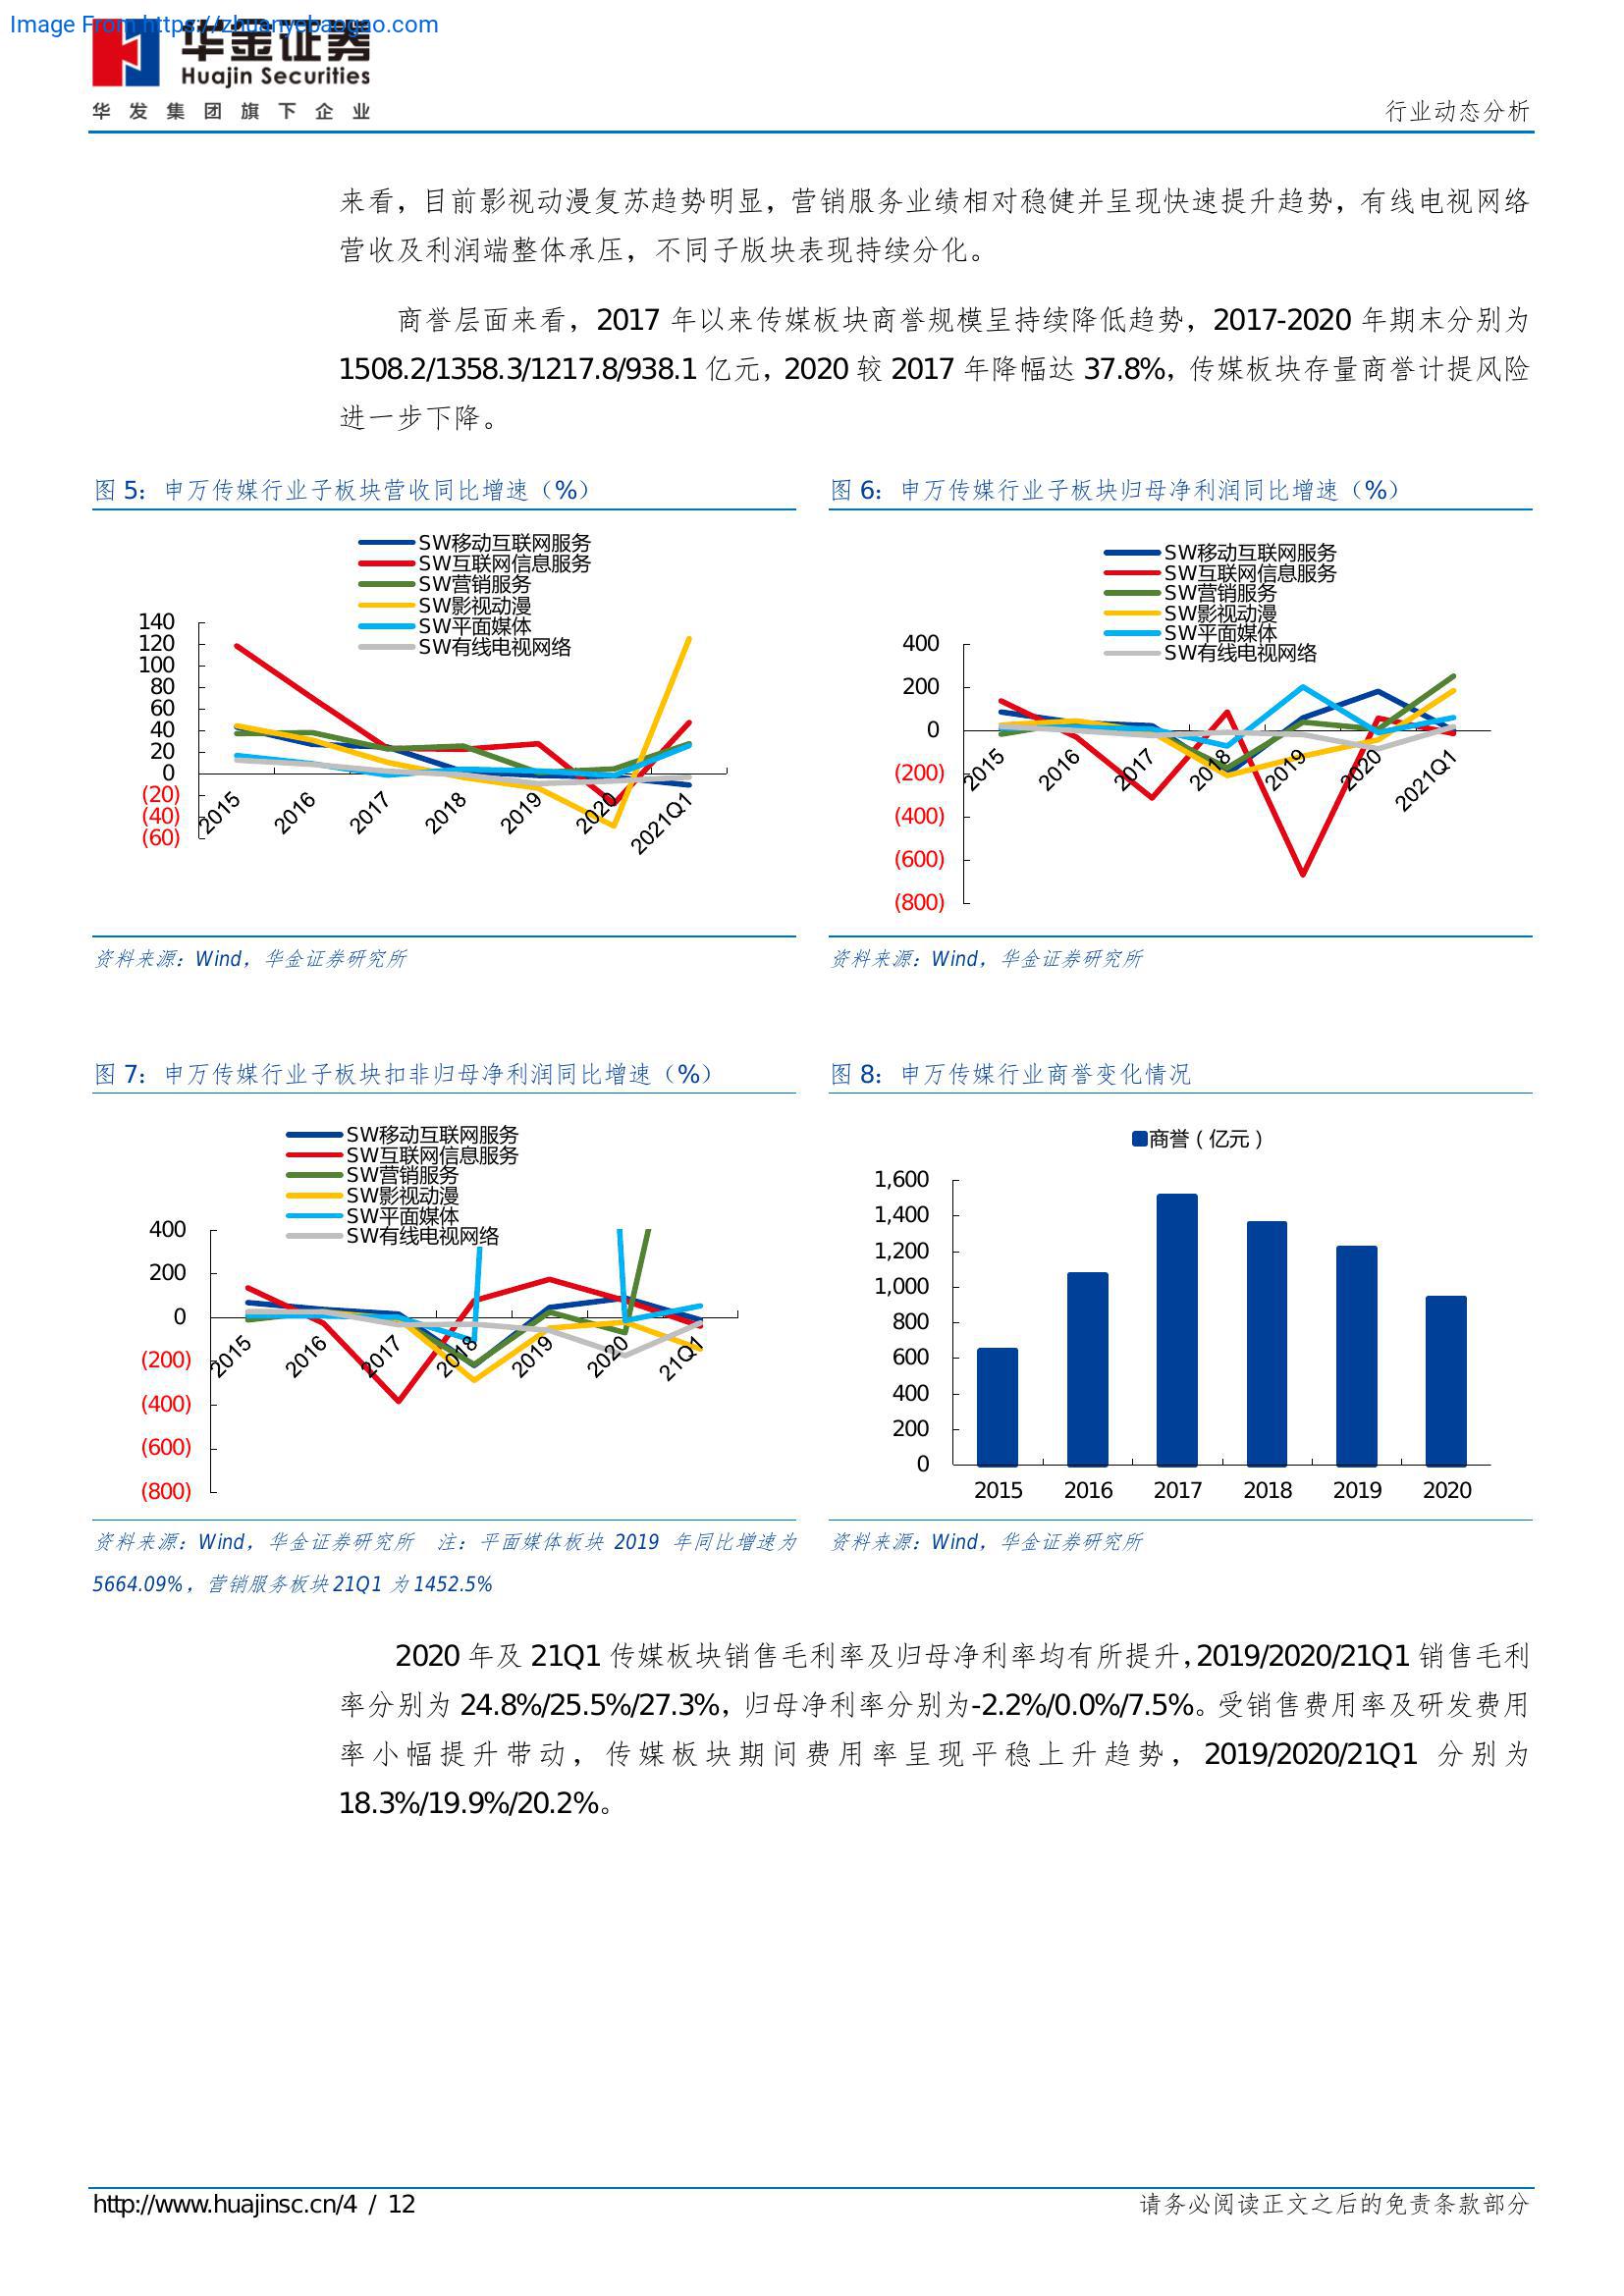 Image From https://zhuanyebaogao.com
华金证券
Huajin Securities
华发集团旗下企业
行业动态分析
来看，目前影视动漫复苏趋势明显，营销服务业绩相对稳健并呈现快速提升趋势，有线电视网络
营收及利润端整体承压，不同子版块表现持续分化。
商誉层面来看，2017 年以来传媒板块商誉规模呈持续降低趋势，2017-2020 年期末分别为
1508.2/1358.3/1217.8/938.1 亿元，2020 较 2017 年降幅达 37.8%，传媒板块存量商誉计提风险
进一步下降。
图 5：申万传媒行业子板块营收同比增速（%）
SW移动互联网服务
SW互联网信息服务
SW营销服务
SW影视动漫
SW平面媒体
SW有线电视网络
140
120
100
80
60
40
20
0
(20)
(40)
(60)
2015
2016
2017
2018
2019
2020
2021Q1
资料来源：Wind，华金证券研究所
图 6：申万传媒行业子板块归母净利润同比增速（%）
SW移动互联网服务
SW互联网信息服务
SW营销服务
SW影视动漫
SW平面媒体
SW有线电视网络
400
200
0
(200)
(400)
(600)
(800)
2015
2016
2017
2018
2019
2020
2021Q1
资料来源：Wind，华金证券研究所
图 7：申万传媒行业子板块扣非归母净利润同比增速（%）
SW移动互联网服务
SW互联网信息服务
SW营销服务
SW影视动漫
SW平面媒体
SW有线电视网络
400
200
0
(200)
(400)
(600)
(800)
2015
2016
2017
2018
2019
2020
21Q1
资料来源：Wind，华金证券研究所 注：平面媒体板块 2019 年同比增速为
5664.09%，营销服务板块 21Q1 为 1452.5%
图 8：申万传媒行业商誉变化情况
商誉（亿元）
1,600
1,400
1,200
1,000
800
600
400
200
0
2015
2016
2017
2018
2019
2020
资料来源：Wind，华金证券研究所
2020 年及 21Q1 传媒板块销售毛利率及归母净利率均有所提升，2019/2020/21Q1 销售毛利
率分别为 24.8%/25.5%/27.3%，归母净利率分别为-2.2%/0.0%/7.5%。受销售费用率及研发费用
率小幅提升带动，传媒板块期间费用率呈现平稳上升趋势，2019/2020/21Q1 分别为
18.3%/19.9%/20.2%。
http://www.huajinsc.cn/4 / 12
请务必阅读正文之后的免责条款部分